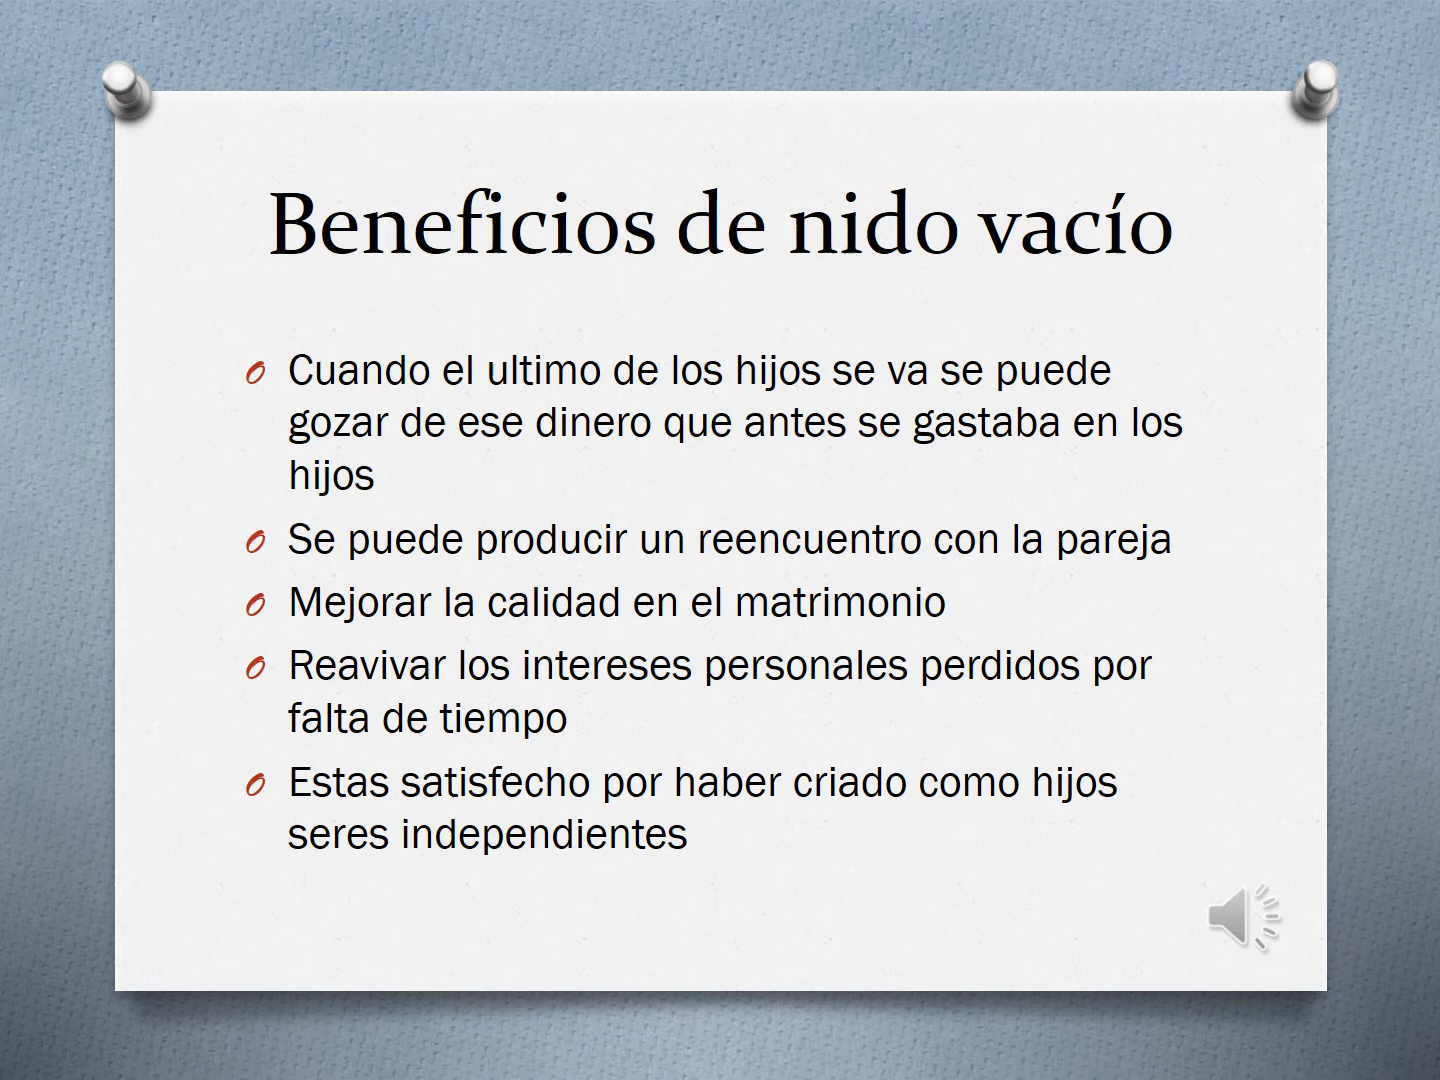 Beneficios de nido vacío
Cuando el ultimo de los hijos se va se puede
gozar de ese dinero que antes se gastaba en los
hijos
Se puede producir un reencuentro con la pareja
Mejorar la calidad en el matrimonio
Reavivar los intereses personales perdidos por
falta de tiempo
Estas satisfecho por haber criado como hijos
seres independientes